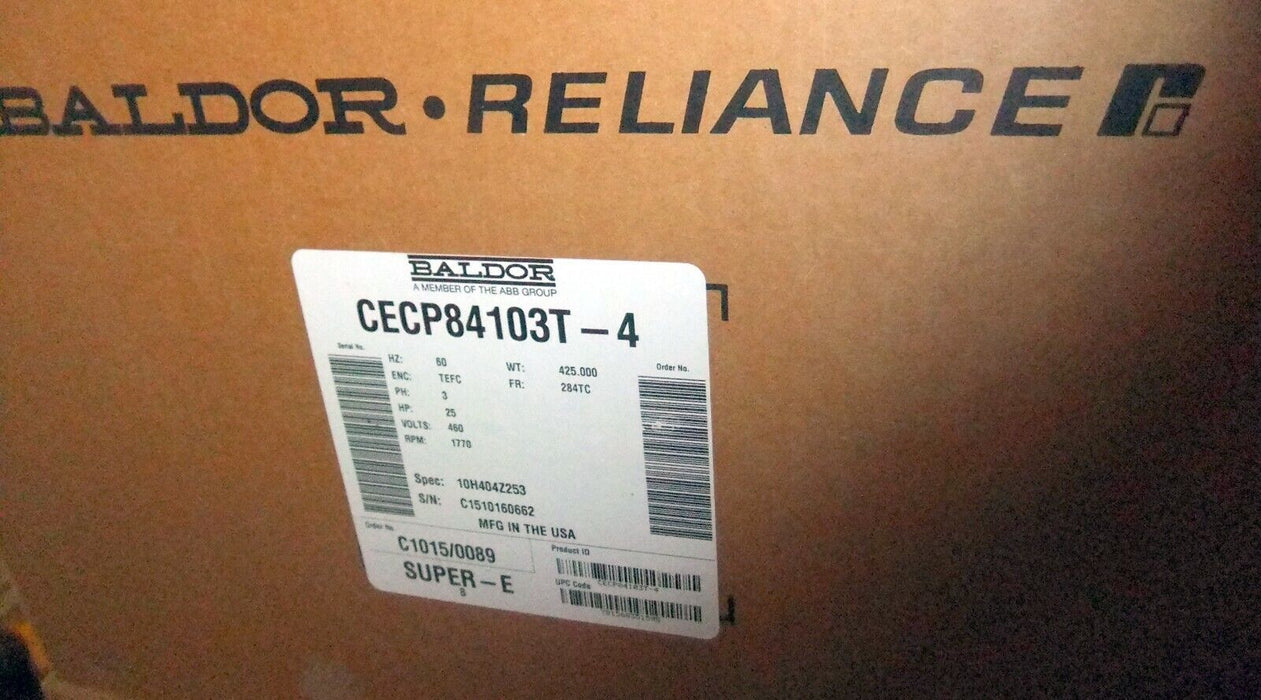 BALDOR • RELIANCE
BALDOR
A MEMBER OF THE ABB GROUP
CECP84103T – 4
Serial No.
Order No.
HZ: 60
WT: 425.000
ENC: TEFC
FR: 284TC
PH: 3
HP: 25
VOLTS: 460
RPM: 1770
Spec: 10H404Z253
S/N: C1510160662
MFG IN THE USA
Order No.
C1015/0089
Product ID
CECP84103T-4
SUPER – E
UPC Code